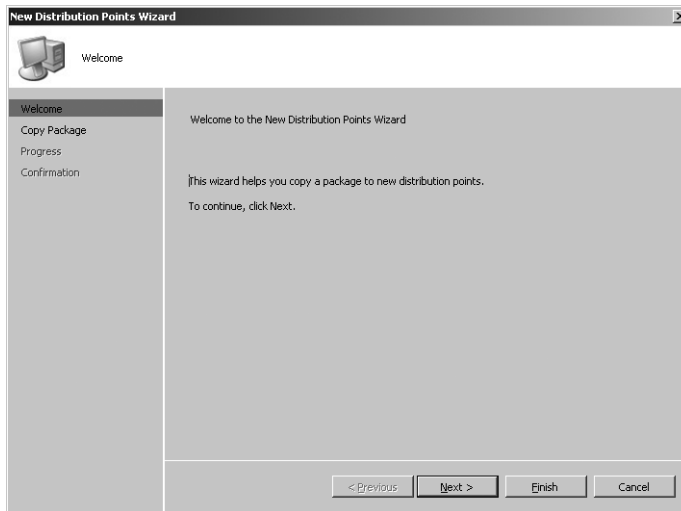 New Distribution Points Wizard
Welcome
Welcome
Copy Package
Progress
Confirmation
Welcome to the New Distribution Points Wizard
This wizard helps you copy a package to new distribution points.
To continue, click Next.
< Previous
Next >
Finish
Cancel